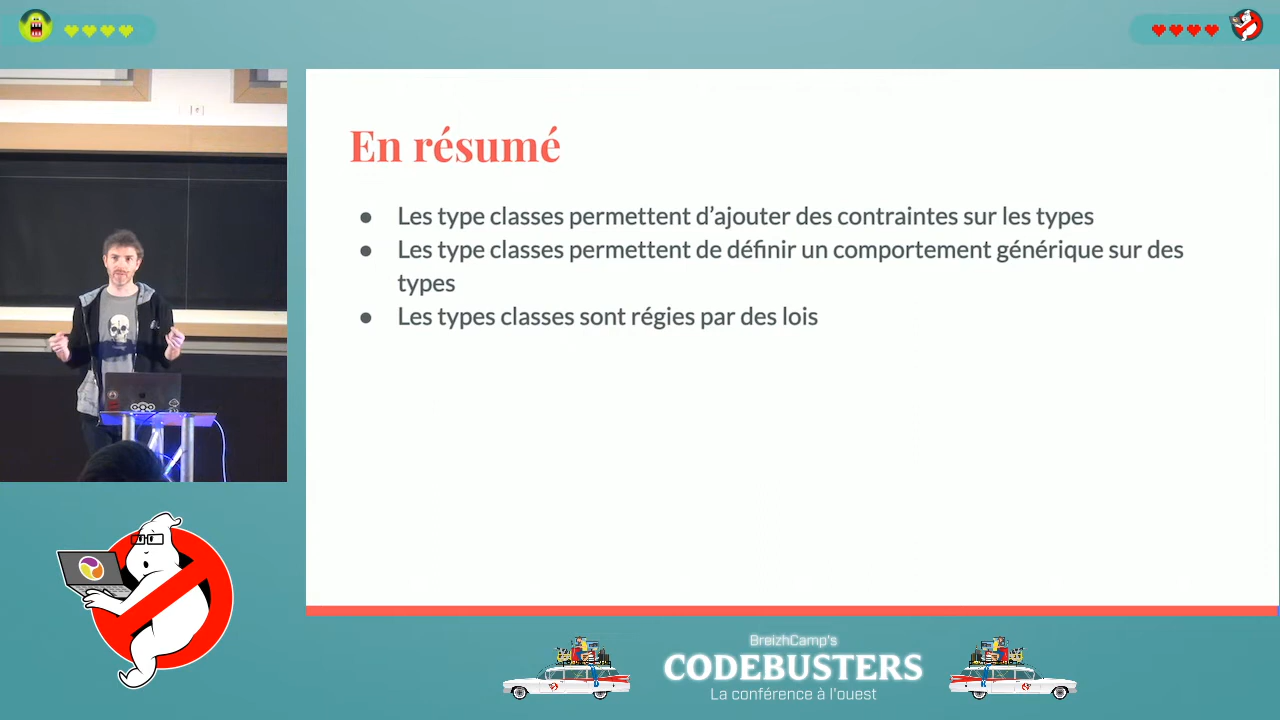 En résumé
● Les type classes permettent d’ajouter des contraintes sur les types
● Les type classes permettent de définir un comportement générique sur des
types
● Les types classes sont régies par des lois
BreizhCamp's
CODEBUSTERS
La conférence à l'ouest